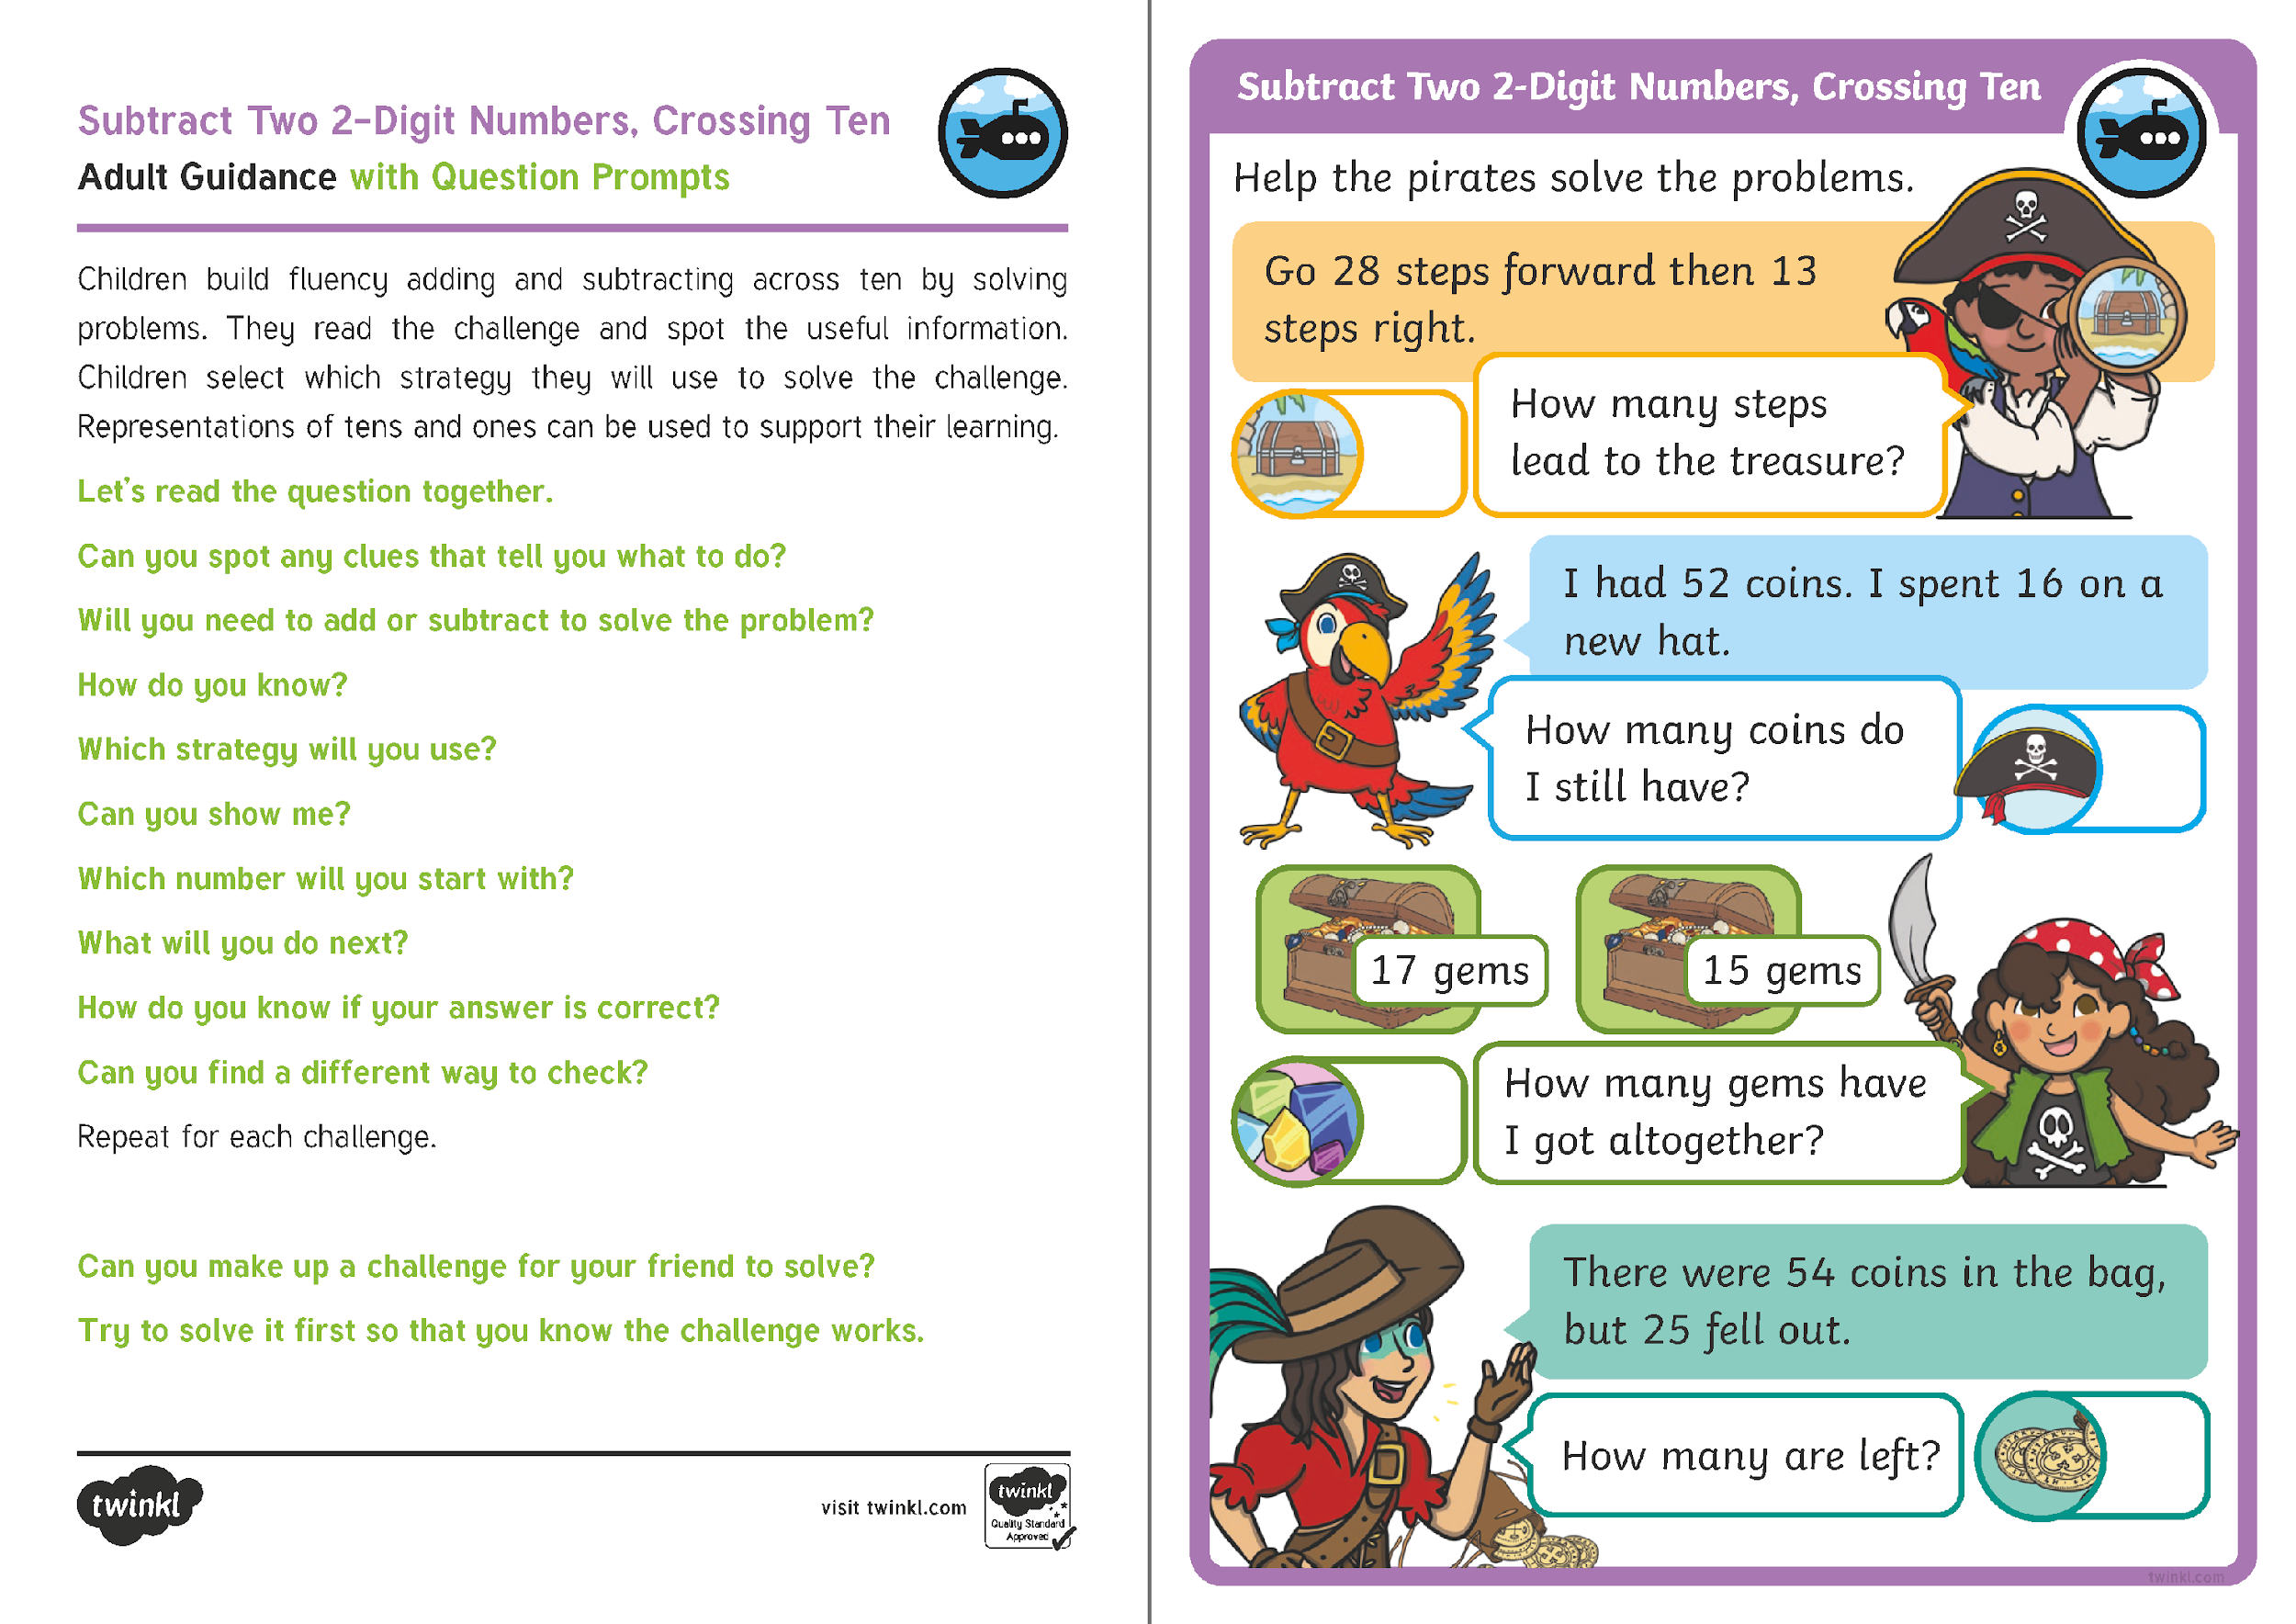 Subtract Two 2-Digit Numbers, Crossing Ten
Adult Guidance with Question Prompts
Children build fluency adding and subtracting across ten by solving
problems. They read the challenge and spot the useful information.
Children select which strategy they will use to solve the challenge.
Representations of tens and ones can be used to support their learning.
Let's read the question together.
Can you spot any clues that tell you what to do?
Will you need to add or subtract to solve the problem?
How do you know?
Which strategy will you use?
Can you show me?
Which number will you start with?
What will you do next?
How do you know if your answer is correct?
Can you find a different way to check?
Repeat for each challenge.
Can you make up a challenge for your friend to solve?
Try to solve it first so that you know the challenge works.
twinkl
visit twinkl.com
twinkl
Quality Standard
Approved
Subtract Two 2-Digit Numbers, Crossing Ten
Help the pirates solve the problems.
Go 28 steps forward then 13
steps right.
How many steps
lead to the treasure?
I had 52 coins. I spent 16 on a
new hat.
How many coins do
I still have?
17 gems
15 gems
How many gems have
I got altogether?
There were 54 coins in the bag,
but 25 fell out.
How many are left?
twinkl.com